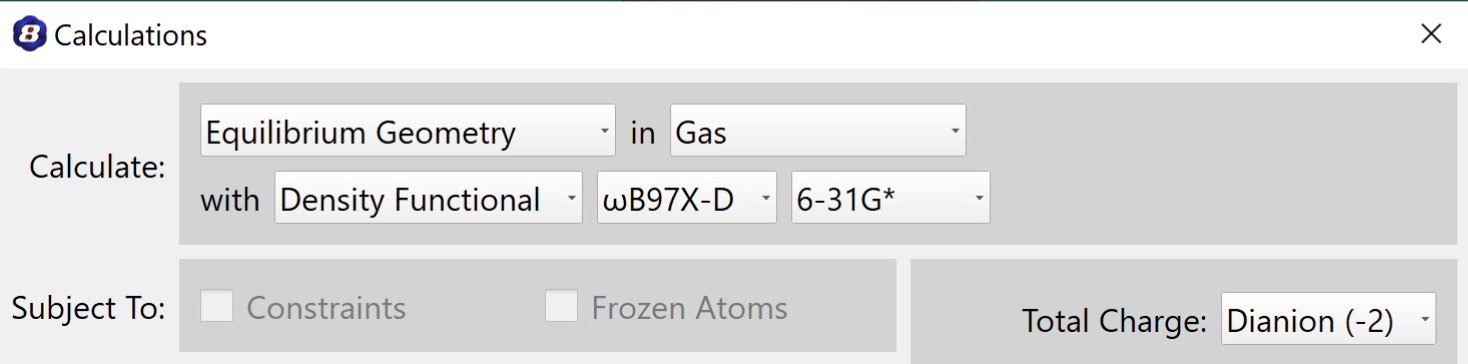 8 Calculations
Calculate:
Equilibrium Geometry in Gas
with Density Functional ωB97X-D 6-31G*
Subject To: Constraints Frozen Atoms
Total Charge: Dianion (-2)